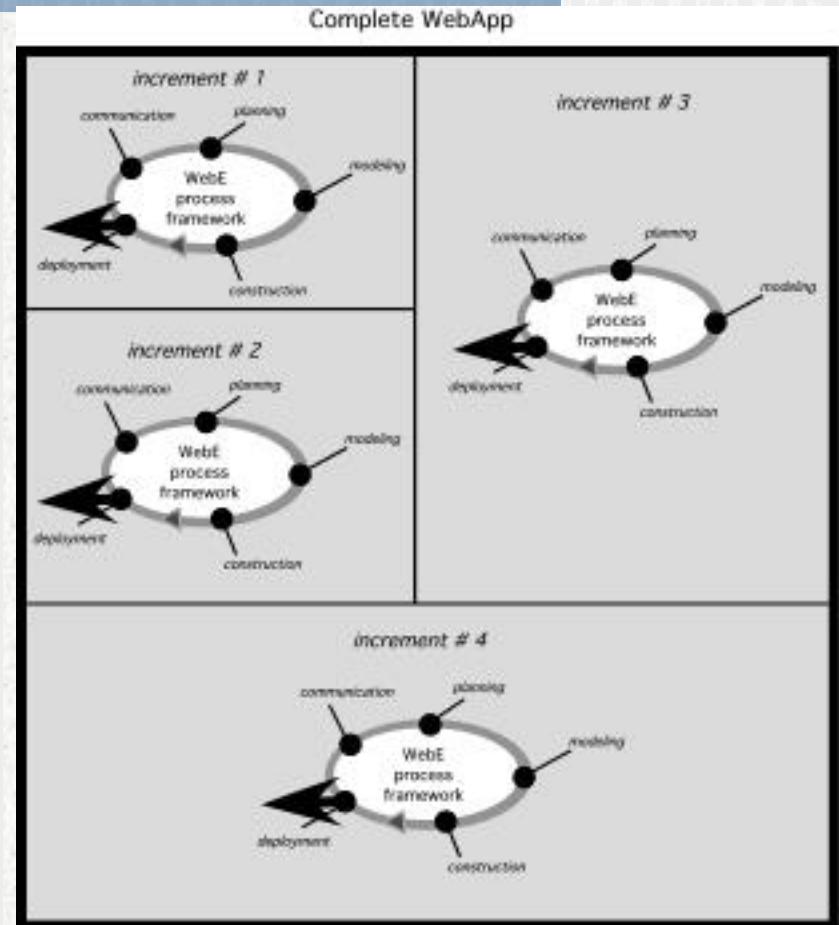 Complete WebApp
increment # 1
communication
planning
modeling
WebE
process
framework
deployment
construction
increment # 2
communication
planning
modeling
WebE
process
framework
deployment
construction
increment # 3
communication
planning
modeling
WebE
process
framework
deployment
construction
increment # 4
communication
planning
modeling
WebE
process
framework
deployment
construction